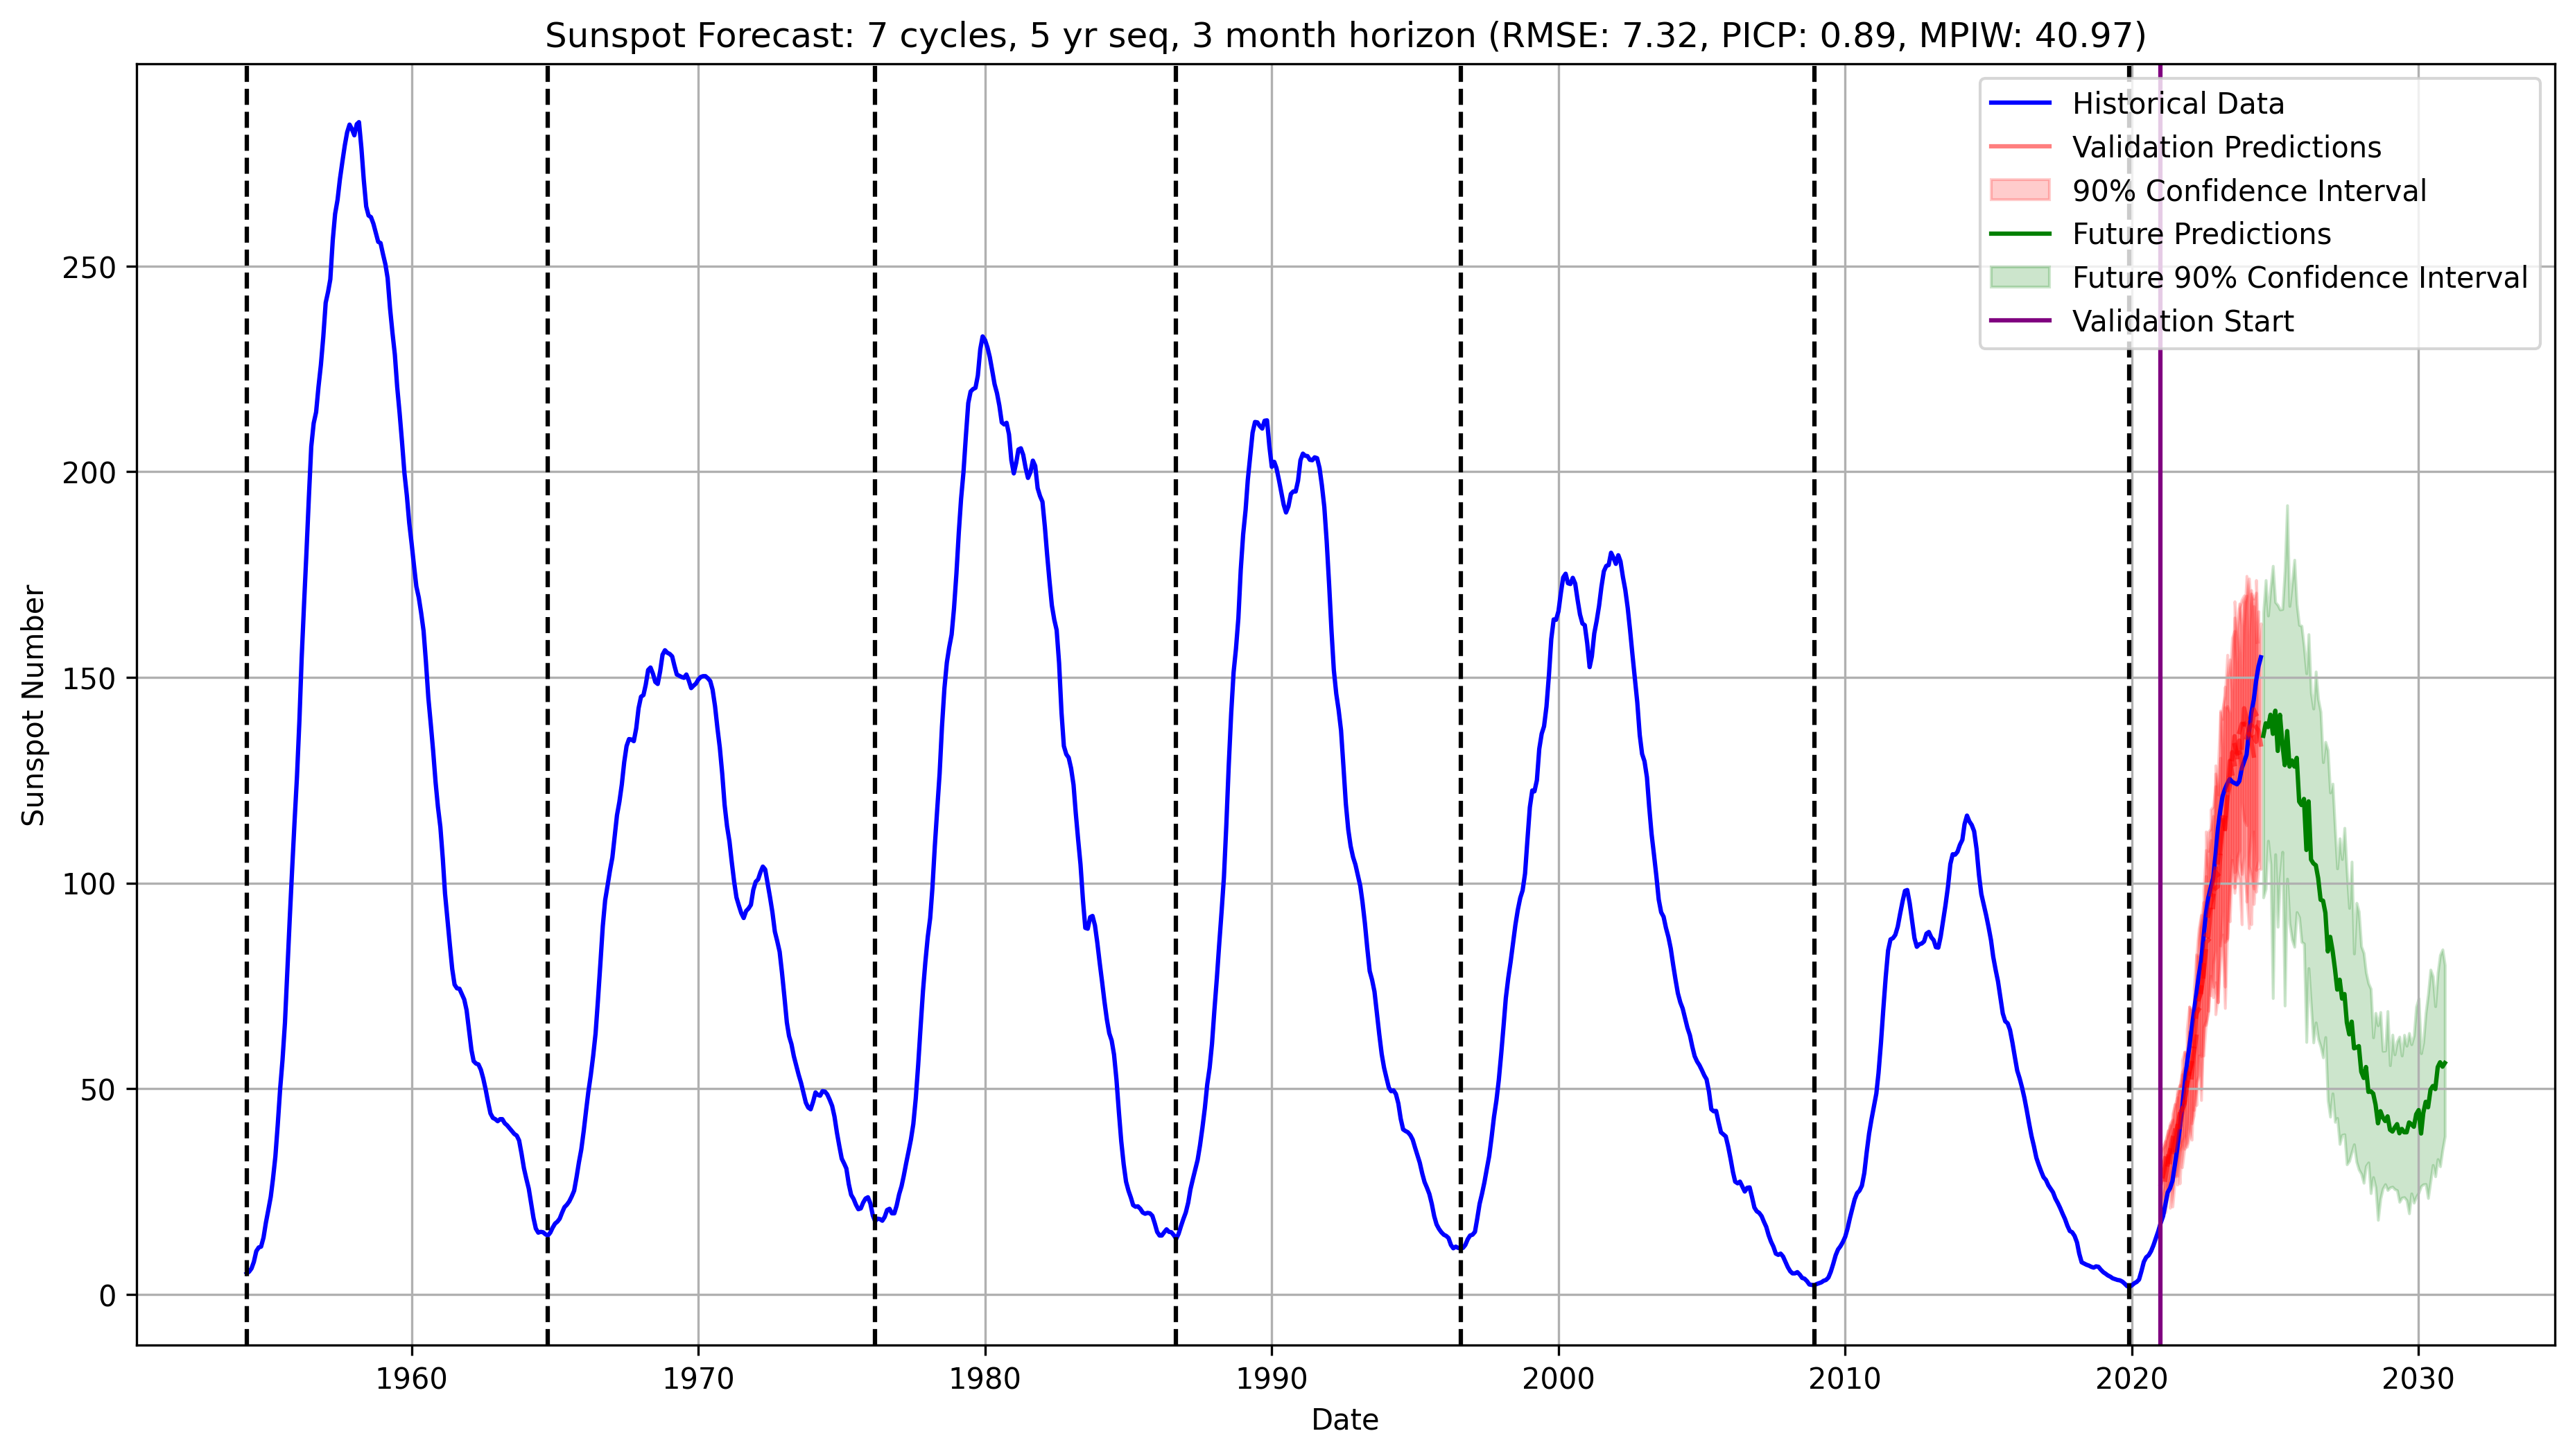 Sunspot Forecast: 7 cycles, 5 yr seq, 3 month horizon (RMSE: 7.32, PICP: 0.89, MPIW: 40.97)
Historical Data
Validation Predictions
90% Confidence Interval
Future Predictions
Future 90% Confidence Interval
Validation Start
Sunspot Number
250
200
150
100
50
0
1960 1970 1980 1990 2000 2010 2020 2030
Date